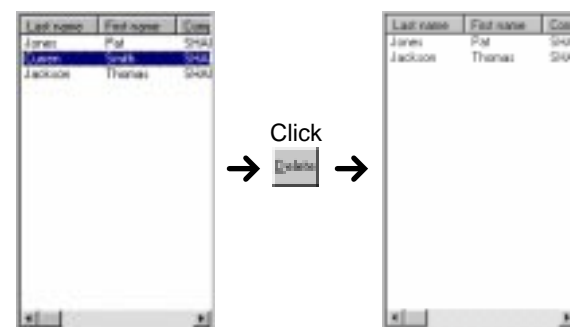 Last name First name
Jones Pat
Smith
Jackson Thomas
Click
Delete
Last name First name
Jones Pat
Jackson Thomas